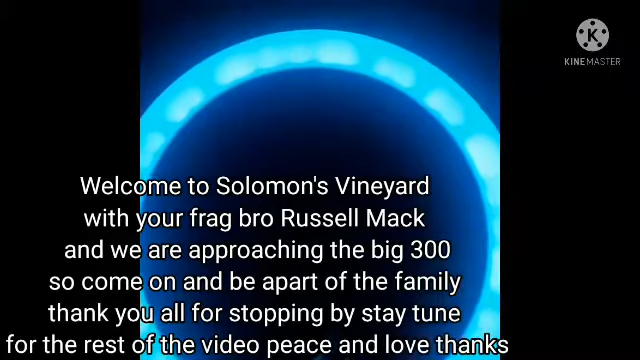 KINEMASTER
Welcome to Solomon's Vineyard
with your frag bro Russell Mack
and we are approaching the big 300
so come on and be apart of the family
thank you all for stopping by stay tune
for the rest of the video peace and love thanks